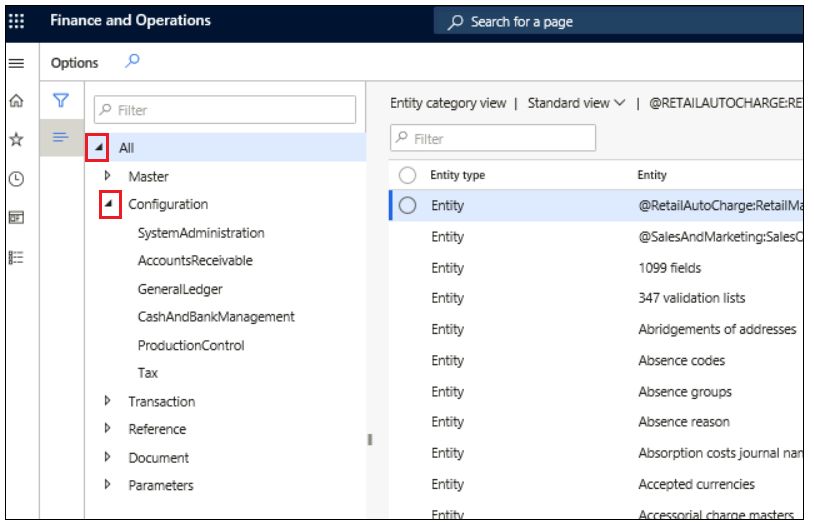 Finance and Operations
Search for a page
Options
Filter
All
Master
Configuration
SystemAdministration
AccountsReceivable
GeneralLedger
CashAndBankManagement
ProductionControl
Tax
Transaction
Reference
Document
Parameters
Entity category view | Standard view | @RETAILAUTOCHARGE:RE
Filter
Entity type Entity
Entity @RetailAutoCharge:RetailMa
Entity @SalesAndMarketing:SalesO
Entity 1099 fields
Entity 347 validation lists
Entity Abridgements of addresses
Entity Absence codes
Entity Absence groups
Entity Absence reason
Entity Absorption costs journal nam
Entity Accepted currencies
Entity Accessorial charge masters